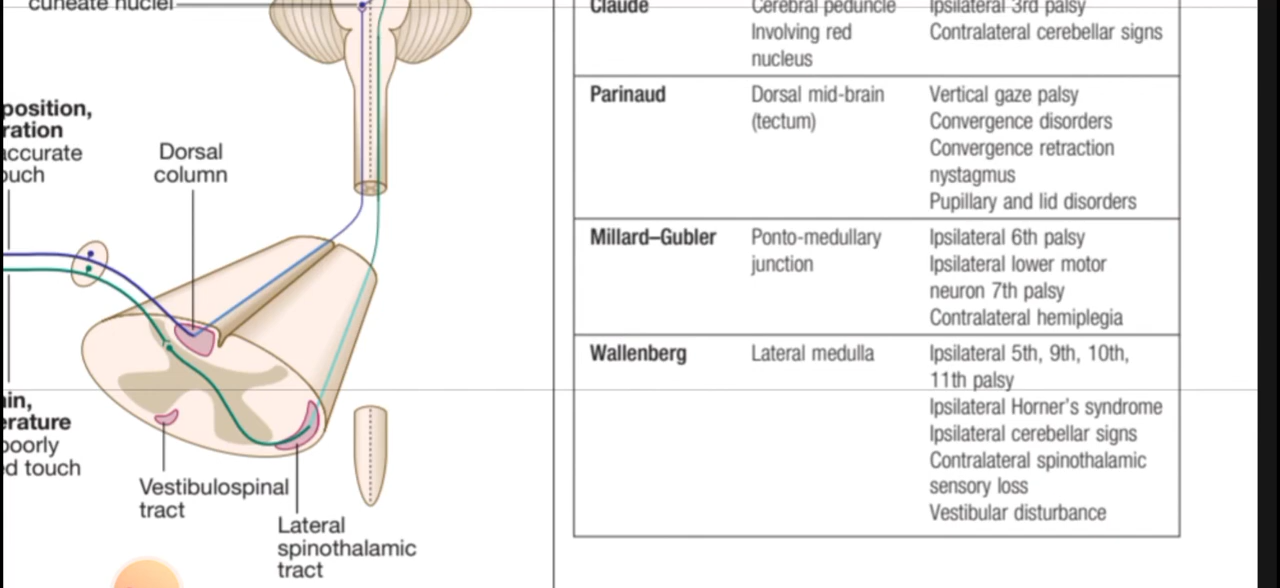 cuneate nuclei
position,
ration
accurate
ouch
Dorsal
column
ain,
erature
poorly
d touch
Vestibulospinal
tract
Lateral
spinothalamic
tract
Claude
Cerebral peduncle
Involving red
nucleus
Ipsilateral 3rd palsy
Contralateral cerebellar signs
Parinaud
Dorsal mid-brain
(tectum)
Vertical gaze palsy
Convergence disorders
Convergence retraction
nystagmus
Pupillary and lid disorders
Millard–Gubler
Ponto-medullary
junction
Ipsilateral 6th palsy
Ipsilateral lower motor
neuron 7th palsy
Contralateral hemiplegia
Wallenberg
Lateral medulla
Ipsilateral 5th, 9th, 10th,
11th palsy
Ipsilateral Horner's syndrome
Ipsilateral cerebellar signs
Contralateral spinothalamic
sensory loss
Vestibular disturbance